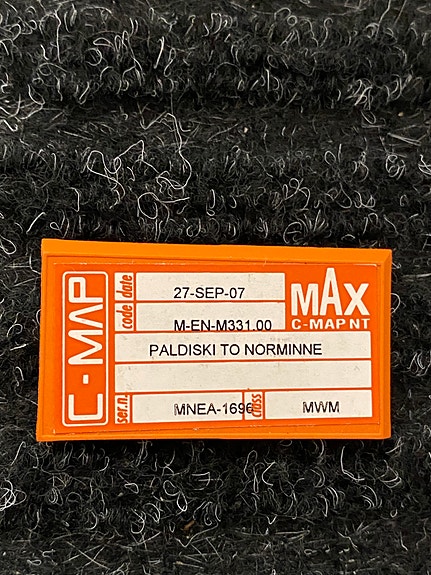 C-MAP
date 27-SEP-07
code M-EN-M331.00
MAX
C-MAP NT
PALDISKI TO NORMINNE
ser.n. MNEA-1696
class MWM